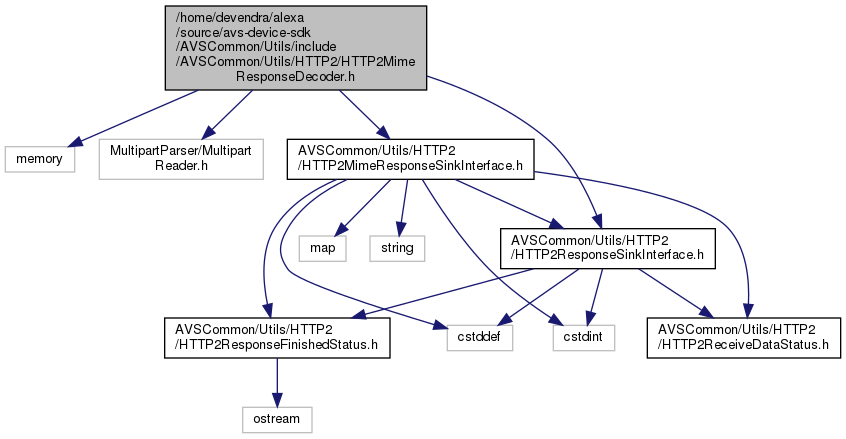 /home/devendra/alexa
/source/avs-device-sdk
/AVSCommon/Utils/include
/AVSCommon/Utils/HTTP2/HTTP2Mime
ResponseDecoder.h
memory
MultipartParser/Multipart
Reader.h
AVSCommon/Utils/HTTP2
/HTTP2MimeResponseSinkInterface.h
map
string
AVSCommon/Utils/HTTP2
/HTTP2ResponseSinkInterface.h
AVSCommon/Utils/HTTP2
/HTTP2ResponseFinishedStatus.h
cstddef
cstdint
AVSCommon/Utils/HTTP2
/HTTP2ReceiveDataStatus.h
ostream